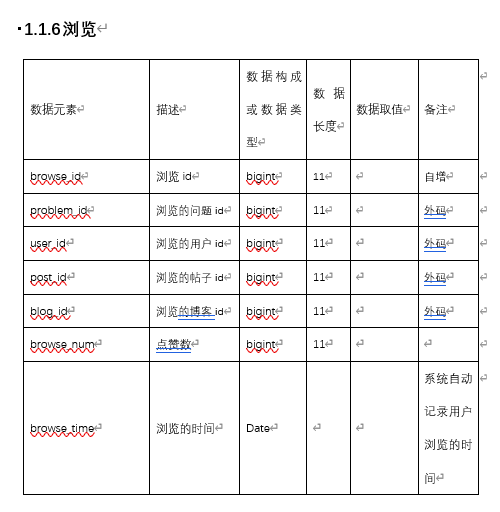 1.1.6 浏览
数据元素 描述 数据构成或数据类型 数据长度 数据取值 备注
browse_id 浏览 id bigint 11 自增
problem_id 浏览的问题 id bigint 11 外码
user_id 浏览的用户 id bigint 11 外码
post_id 浏览的帖子 id bigint 11 外码
blog_id 浏览的博客 id bigint 11 外码
browse_num 点赞数 bigint 11
browse_time 浏览的时间 Date 系统自动记录用户浏览的时间